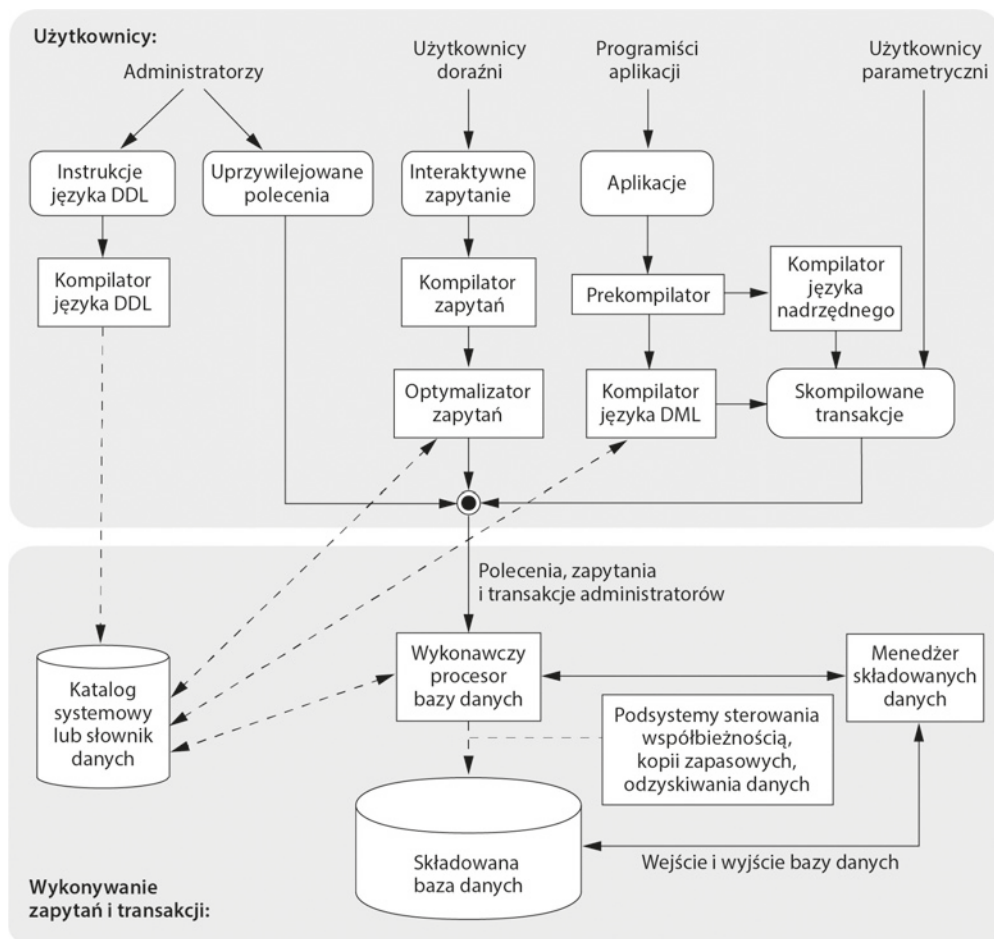 Użytkownicy:
Administratorzy
Użytkownicy
doraźni
Programiści
aplikacji
Użytkownicy
parametryczni
Instrukcje
języka DDL
Uprzywilejowane
polecenia
Interaktywne
zapytanie
Aplikacje
Kompilator
języka DDL
Kompilator
zapytań
Prekompilator
Kompilator
języka
nadrzędnego
Optymalizator
zapytań
Kompilator
języka DML
Skompilowane
transakcje
Polecenia, zapytania
i transakcje administratorów
Katalog
systemowy
lub słownik
danych
Wykonawczy
procesor
bazy danych
Menedżer
składowanych
danych
Podsystemy sterowania
współbieżnością,
kopii zapasowych,
odzyskiwania danych
Składowana
baza danych
Wejście i wyjście bazy danych
Wykonywanie
zapytań i transakcji: